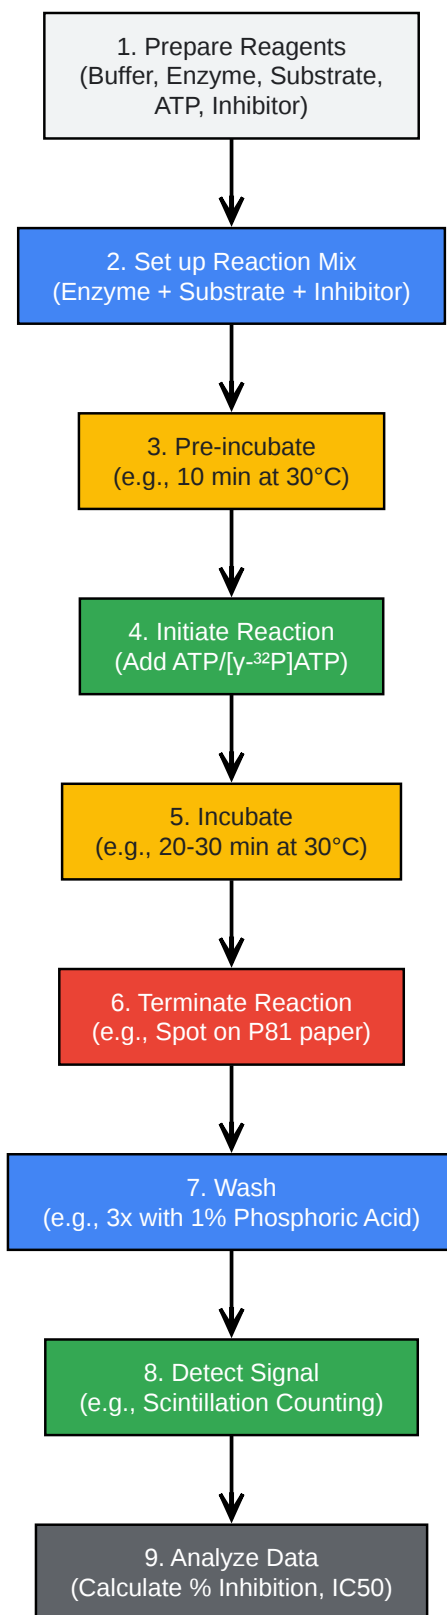 1. Prepare Reagents
(Buffer, Enzyme, Substrate,
ATP, Inhibitor)
2. Set up Reaction Mix
(Enzyme + Substrate + Inhibitor)
3. Pre-incubate
(e.g., 10 min at 30°C)
4. Initiate Reaction
(Add ATP/[γ-³²P]ATP)
5. Incubate
(e.g., 20-30 min at 30°C)
6. Terminate Reaction
(e.g., Spot on P81 paper)
7. Wash
(e.g., 3x with 1% Phosphoric Acid)
8. Detect Signal
(e.g., Scintillation Counting)
9. Analyze Data
(Calculate % Inhibition, IC50)